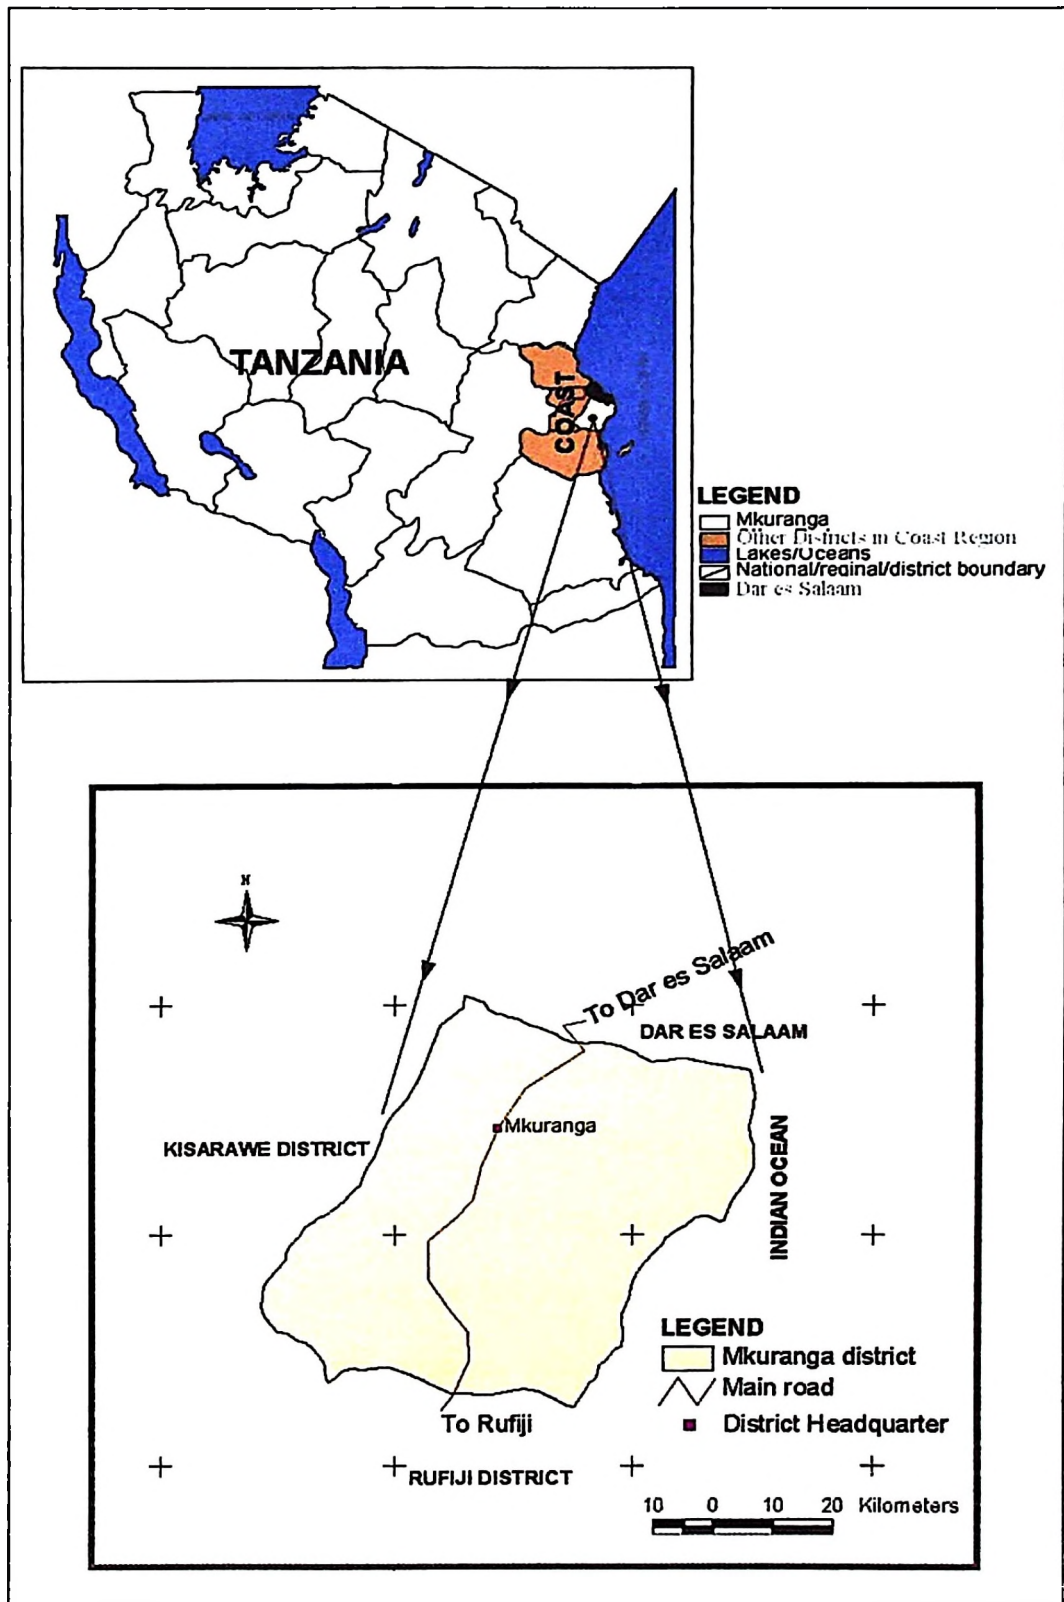 TANZANIA
COAST
LEGEND
Mkuranga
Other Districts in Coast Region
Lakes/Oceans
National/reginal/district boundary
Dar es Salaam
N
To Dar es Salaam
DAR ES SALAAM
Mkuranga
KISARAWE DISTRICT
INDIAN OCEAN
LEGEND
Mkuranga district
Main road
District Headquarter
To Rufiji
RUFIJI DISTRICT
10 0 10 20 Kilometers